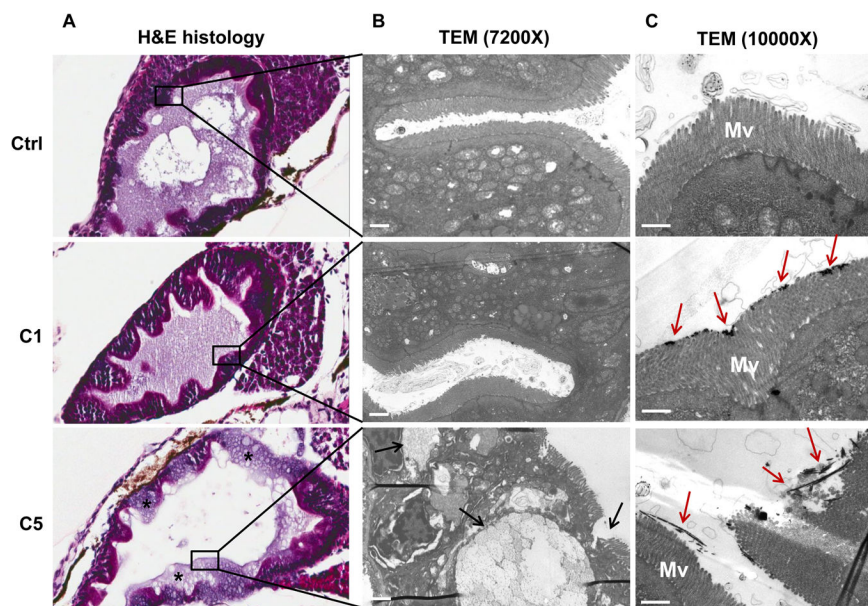 A B C
H&E histology TEM (7200X) TEM (10000X)
Ctrl
Mv
C1
Mv
C5
* * *
Mv